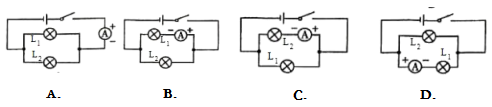 A + −
L₁
L₂
A.
− A +
L₁
L₂
B.
− A +
L₂
L₁
C.
L₂
+ A − L₁
D.